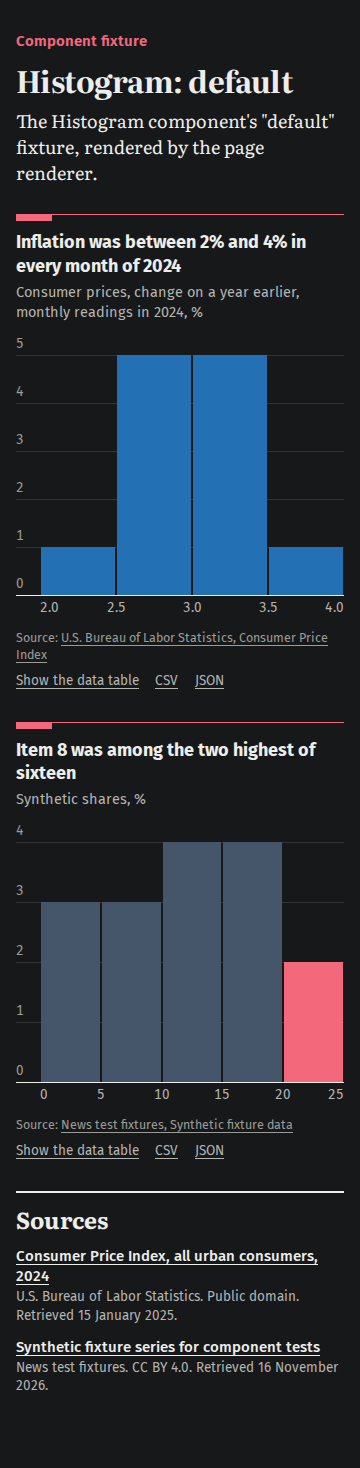 Component fixture
Histogram: default
The Histogram component's "default"
fixture, rendered by the page
renderer.
Inflation was between 2% and 4% in
every month of 2024
Consumer prices, change on a year earlier,
monthly readings in 2024, %
5
4
3
2
1
0
2.0 2.5 3.0 3.5 4.0
Source: U.S. Bureau of Labor Statistics, Consumer Price
Index
Show the data table CSV JSON
Item 8 was among the two highest of
sixteen
Synthetic shares, %
4
3
2
1
0
0 5 10 15 20 25
Source: News test fixtures, Synthetic fixture data
Show the data table CSV JSON
Sources
Consumer Price Index, all urban consumers,
2024
U.S. Bureau of Labor Statistics. Public domain.
Retrieved 15 January 2025.
Synthetic fixture series for component tests
News test fixtures. CC BY 4.0. Retrieved 16 November
2026.